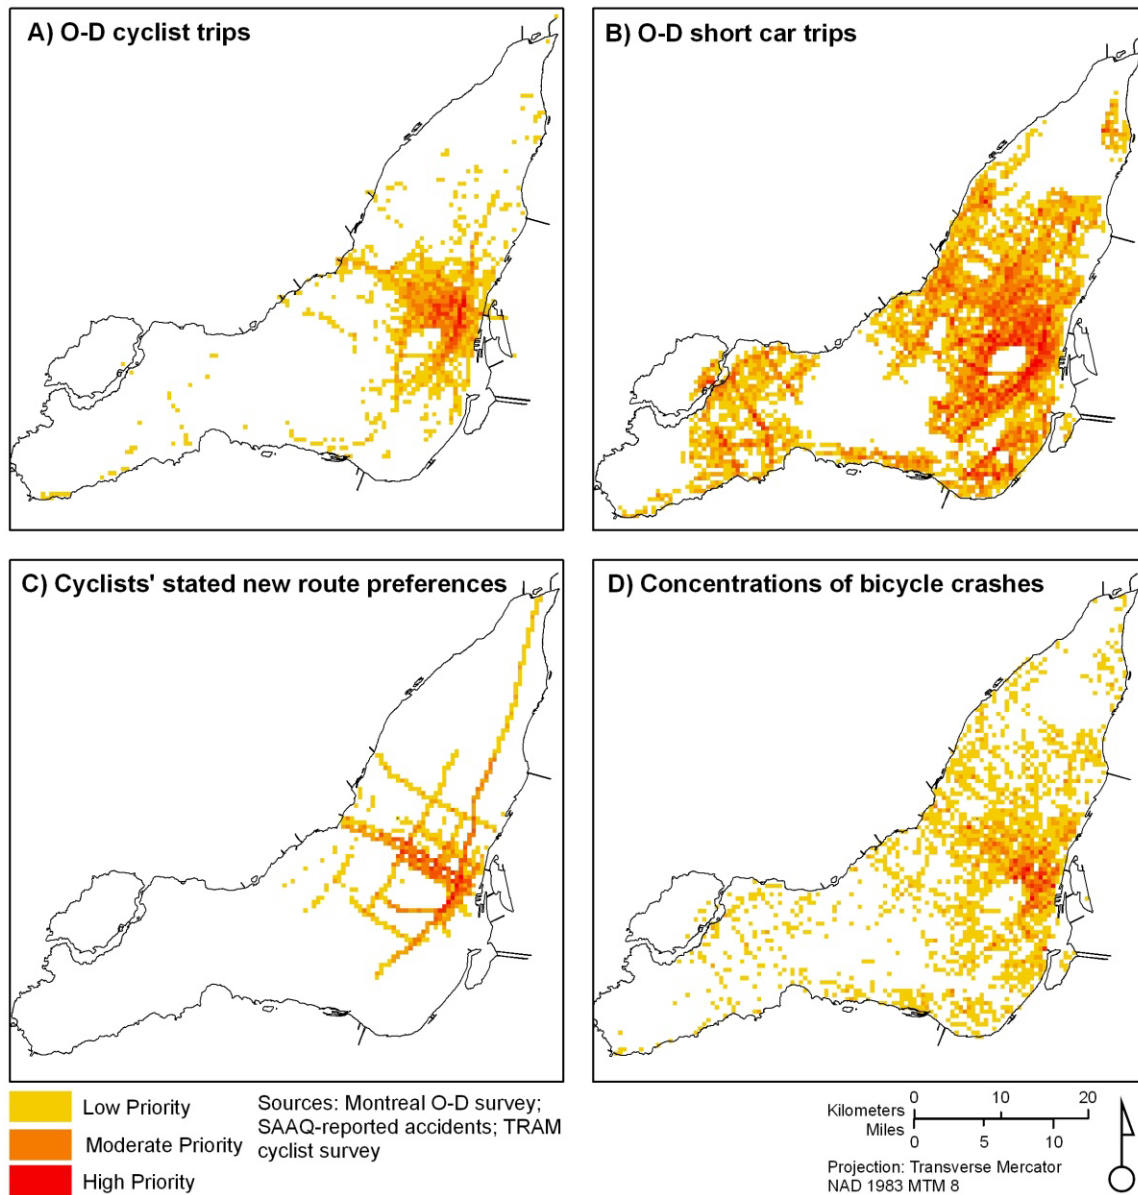 A) O-D cyclist trips
B) O-D short car trips
C) Cyclists' stated new route preferences
D) Concentrations of bicycle crashes
Low Priority
Moderate Priority
High Priority
Sources: Montreal O-D survey;
SAAQ-reported accidents; TRAM
cyclist survey
0 10 20
Kilometers
Miles
0 5 10
Projection: Transverse Mercator
NAD 1983 MTM 8